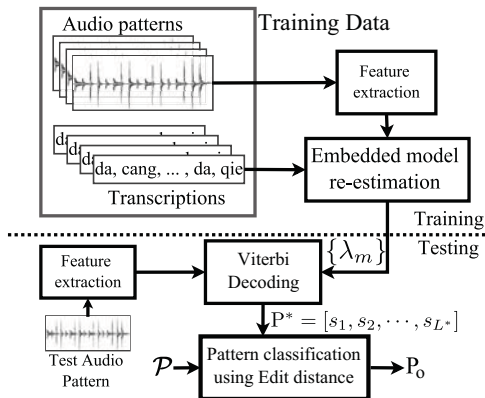 Audio patterns
Training Data
Feature
extraction
da, cang, ... , da, qie
Transcriptions
Embedded model
re-estimation
Training
Testing
{λ_m}
Feature
extraction
Viterbi
Decoding
P* = [s_1, s_2, ⋯, s_{L*}]
Test Audio
Pattern
𝒫
Pattern classification
using Edit distance
P_o